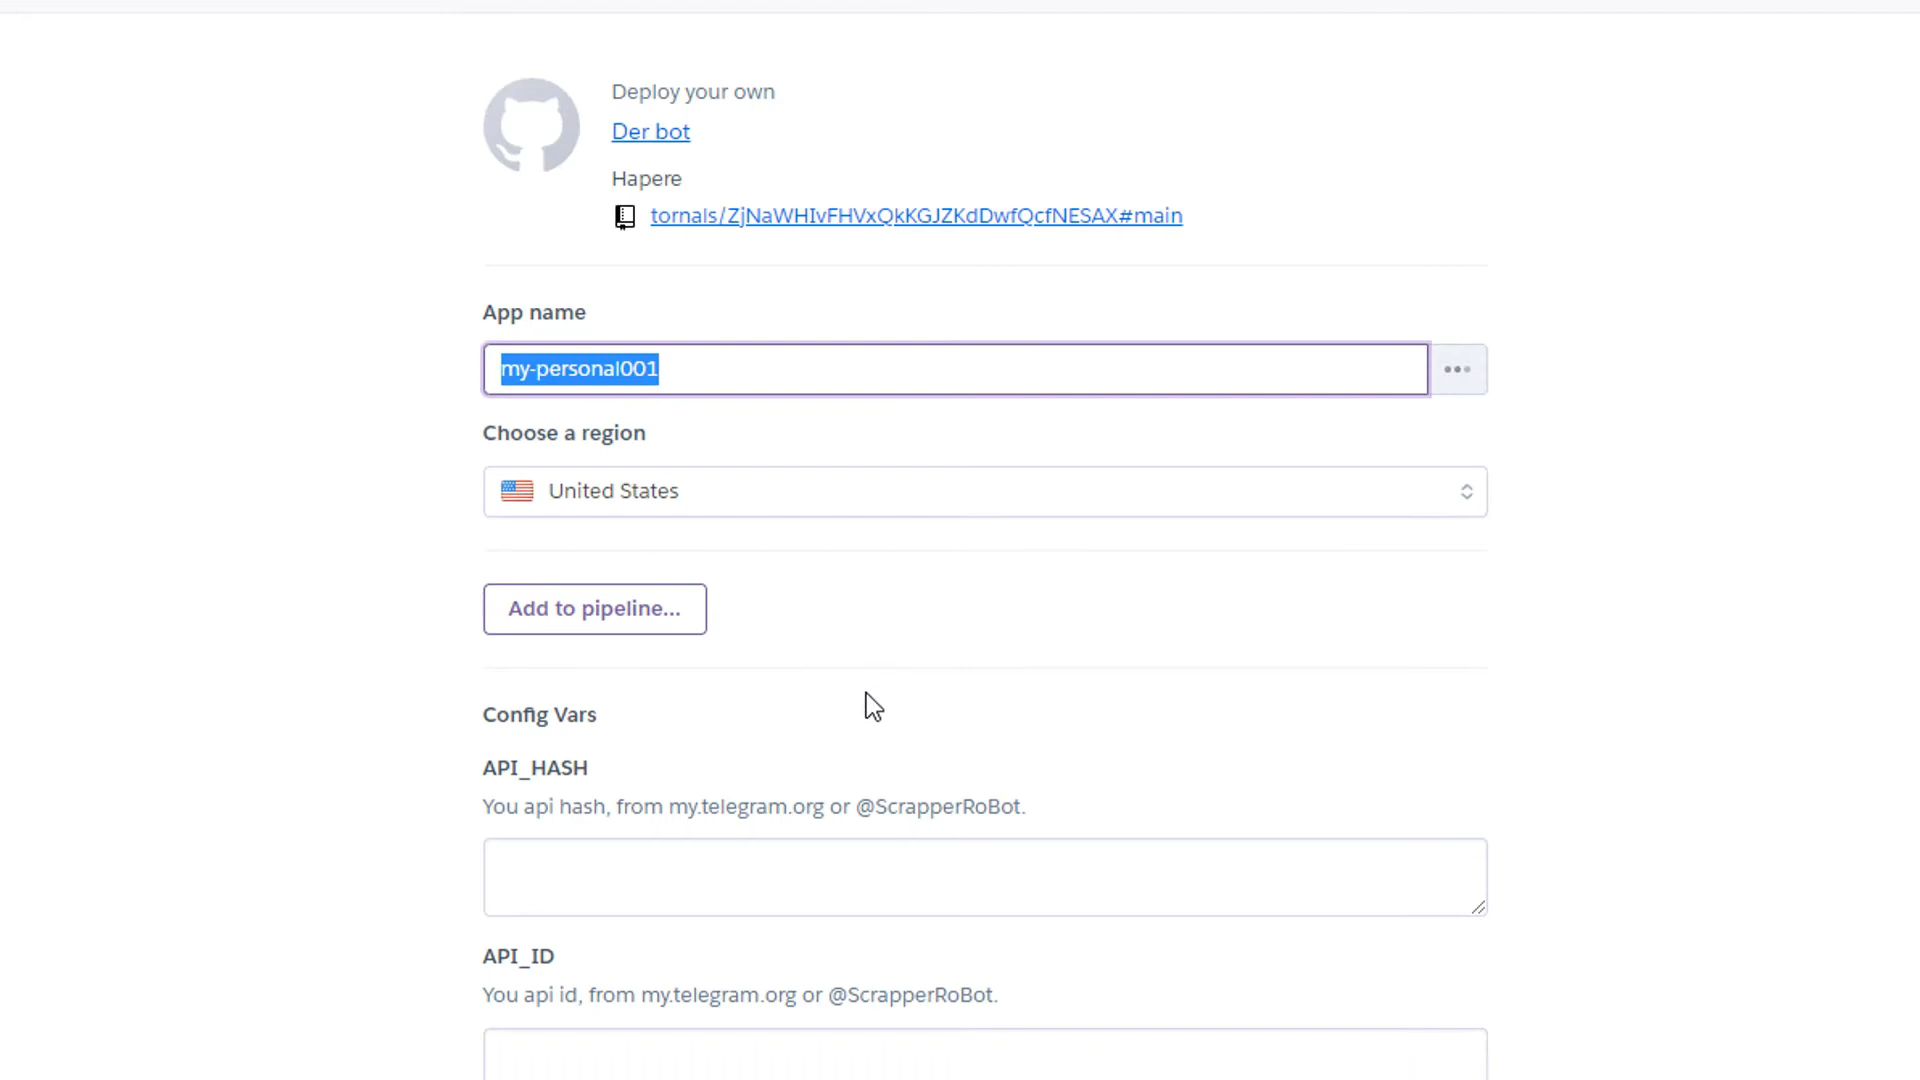 Deploy your own
Der bot
Hapere
tornals/ZjNaWHIvFHVxQkKGJZKdDwfQcfNESAX#main
App name
my-personal001
Choose a region
United States
Add to pipeline...
Config Vars
API_HASH
You api hash, from my.telegram.org or @ScrapperRoBot.
API_ID
You api id, from my.telegram.org or @ScrapperRoBot.